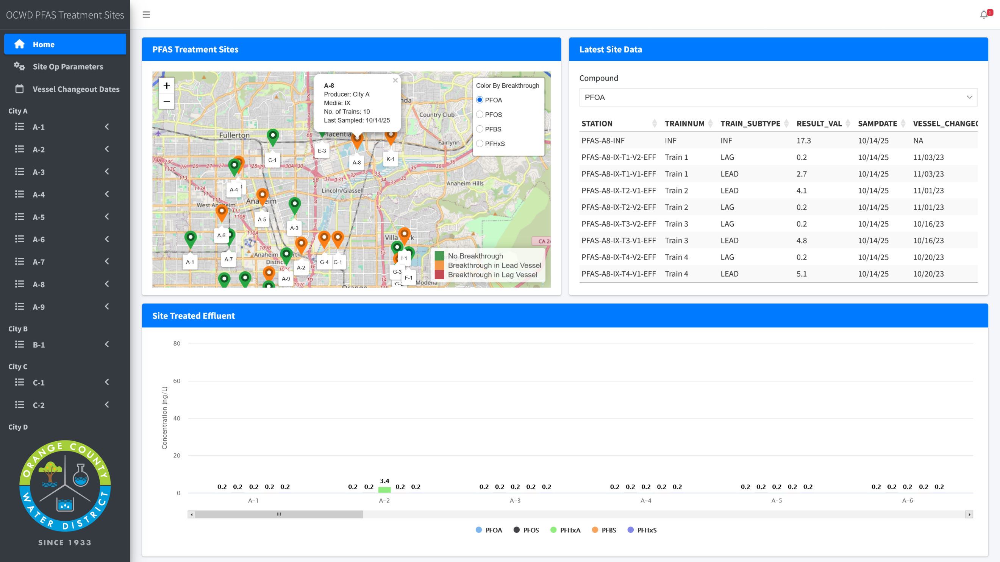 OCWD PFAS Treatment Sites
1
Home
Site Op Parameters
Vessel Changeout Dates
City A
A-1
A-2
A-3
A-4
A-5
A-6
A-7
A-8
A-9
City B
B-1
City C
C-1
C-2
City D
ORANGE COUNTY
WATER DISTRICT
SINCE 1933
PFAS Treatment Sites
+
−
A-8
Producer: City A
Media: IX
No. of Trains: 10
Last Sampled: 10/14/25
×
Color By Breakthrough
PFOA
PFOS
PFBS
PFHxS
Country Club
Fullerton
Placentia
Fairlynn
Anaheim Hills
Lincoln/Glassell
C-1
E-3
A-8
K-1
A-4
A-5
A-3
A-6
A-7
A-1
A-2
A-9
G-4
G-1
I-1
G-3
F-1
Modena
Orange
No Breakthrough
Breakthrough in Lead Vessel
Breakthrough in Lag Vessel
Latest Site Data
Compound
PFOA
STATION TRAINNUM TRAIN_SUBTYPE RESULT_VAL SAMPDATE VESSEL_CHANGEO
PFAS-A8-INF INF INF 17.3 10/14/25 NA
PFAS-A8-IX-T1-V2-EFF Train 1 LAG 0.2 10/14/25 11/03/23
PFAS-A8-IX-T1-V1-EFF Train 1 LEAD 2.7 10/14/25 11/03/23
PFAS-A8-IX-T2-V1-EFF Train 2 LEAD 4.1 10/14/25 11/01/23
PFAS-A8-IX-T2-V2-EFF Train 2 LAG 0.2 10/14/25 11/01/23
PFAS-A8-IX-T3-V2-EFF Train 3 LAG 0.2 10/14/25 10/16/23
PFAS-A8-IX-T3-V1-EFF Train 3 LEAD 4.8 10/14/25 10/16/23
PFAS-A8-IX-T4-V2-EFF Train 4 LAG 0.2 10/14/25 10/20/23
PFAS-A8-IX-T4-V1-EFF Train 4 LEAD 5.1 10/14/25 10/20/23
Site Treated Effluent
Concentration (ng/L)
80
60
40
20
0
0.2 0.2 0.2 0.2 0.2 0.2 0.2 3.4 0.2 0.2 0.2 0.2 0.2 0.2 0.2 0.2 0.2 0.2 0.2 0.2 0.2 0.2 0.2 0.2 0.2 0.2 0.2 0.2 0.2 0.2
A-1 A-2 A-3 A-4 A-5 A-6
PFOA PFOS PFHxA PFBS PFHxS